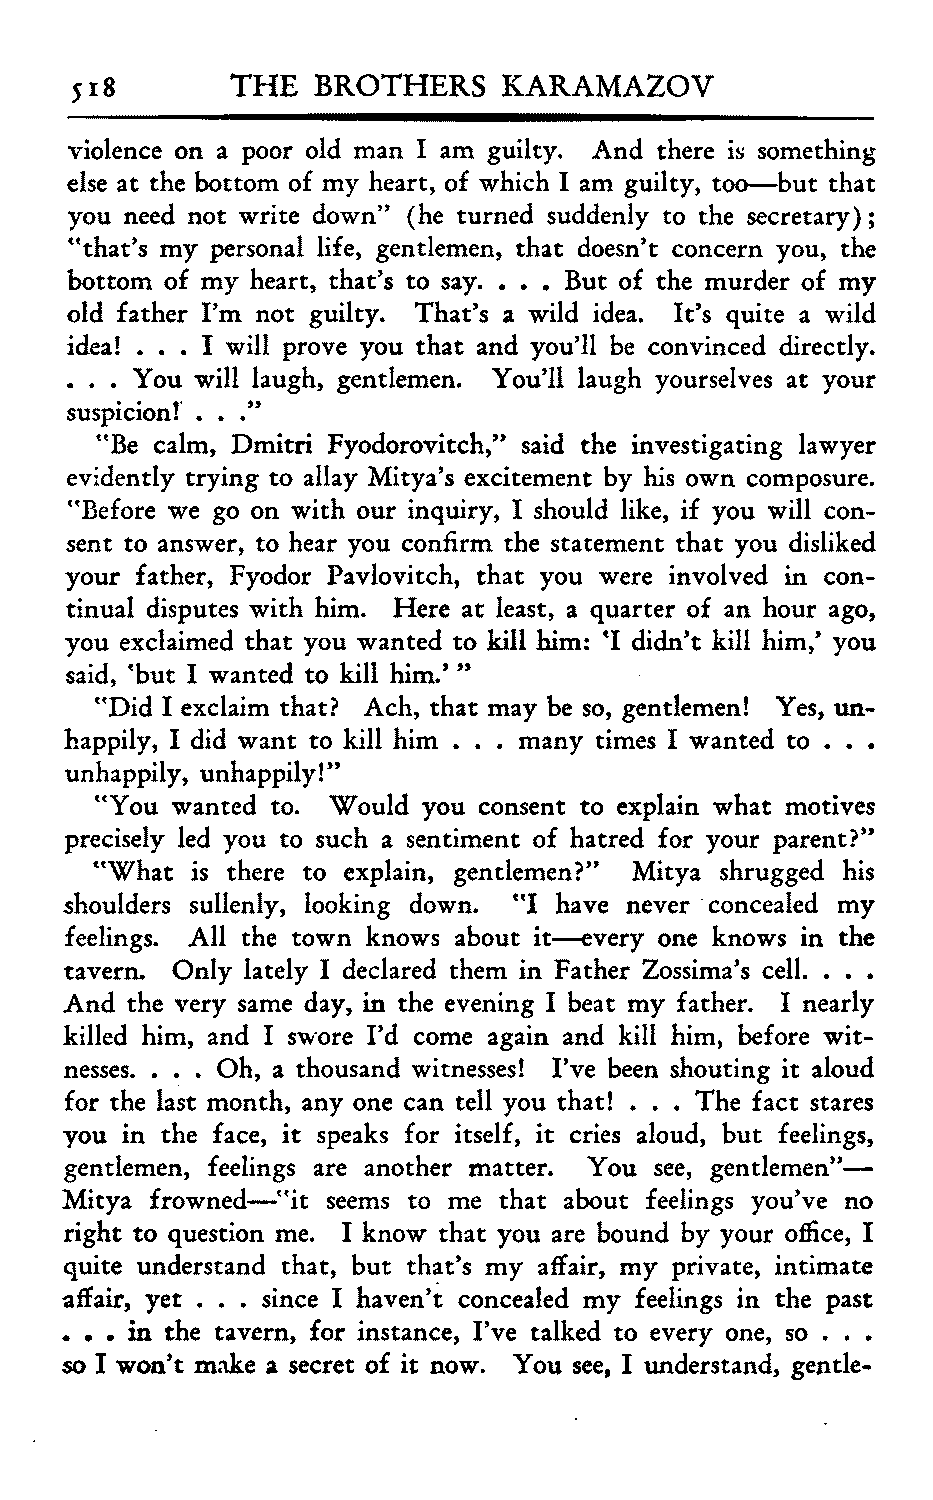 518 THE BROTHERS KARAMAZOV
violence on a poor old man I am guilty. And there is something
else at the bottom of my heart, of which I am guilty, too—but that
you need not write down" (he turned suddenly to the secretary);
"that's my personal life, gentlemen, that doesn't concern you, the
bottom of my heart, that's to say. . . . But of the murder of my
old father I'm not guilty. That's a wild idea. It's quite a wild
idea! . . . I will prove you that and you'll be convinced directly.
. . . You will laugh, gentlemen. You'll laugh yourselves at your
suspicion! . . ."
"Be calm, Dmitri Fyodorovitch," said the investigating lawyer
evidently trying to allay Mitya's excitement by his own composure.
"Before we go on with our inquiry, I should like, if you will con-
sent to answer, to hear you confirm the statement that you disliked
your father, Fyodor Pavlovitch, that you were involved in con-
tinual disputes with him. Here at least, a quarter of an hour ago,
you exclaimed that you wanted to kill him: 'I didn't kill him,' you
said, 'but I wanted to kill him.' "
"Did I exclaim that? Ach, that may be so, gentlemen! Yes, un-
happily, I did want to kill him . . . many times I wanted to . . .
unhappily, unhappily!"
"You wanted to. Would you consent to explain what motives
precisely led you to such a sentiment of hatred for your parent?"
"What is there to explain, gentlemen?" Mitya shrugged his
shoulders sullenly, looking down. "I have never concealed my
feelings. All the town knows about it—every one knows in the
tavern. Only lately I declared them in Father Zossima's cell. . . .
And the very same day, in the evening I beat my father. I nearly
killed him, and I swore I'd come again and kill him, before wit-
nesses. . . . Oh, a thousand witnesses! I've been shouting it aloud
for the last month, any one can tell you that! . . . The fact stares
you in the face, it speaks for itself, it cries aloud, but feelings,
gentlemen, feelings are another matter. You see, gentlemen"—
Mitya frowned—"it seems to me that about feelings you've no
right to question me. I know that you are bound by your office, I
quite understand that, but that's my affair, my private, intimate
affair, yet . . . since I haven't concealed my feelings in the past
. . . in the tavern, for instance, I've talked to every one, so . . .
so I won't make a secret of it now. You see, I understand, gentle-